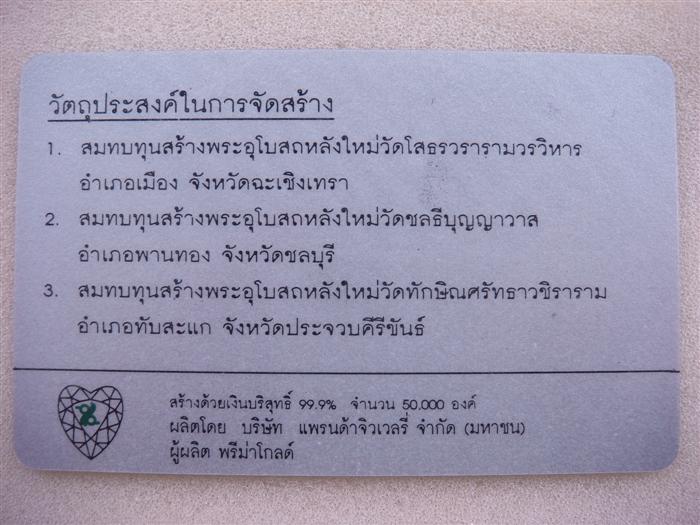 วัตถุประสงค์ในการจัดสร้าง
1. สมทบทุนสร้างพระอุโบสถหลังใหม่วัดโสธรวรารามวรวิหาร
อำเภอเมือง จังหวัดฉะเชิงเทรา
2. สมทบทุนสร้างพระอุโบสถหลังใหม่วัดชลธีบุญญาวาส
อำเภอพานทอง จังหวัดชลบุรี
3. สมทบทุนสร้างพระอุโบสถหลังใหม่วัดทักษิณศรัทธาวชิราราม
อำเภอทับสะแก จังหวัดประจวบคีรีขันธ์
สร้างด้วยเงินบริสุทธิ์ 99.9% จำนวน 50,000 องค์
ผลิตโดย บริษัท แพรนด้าจิวเวลรี่ จำกัด (มหาชน)
ผู้ผลิต พรีม่าโกลด์